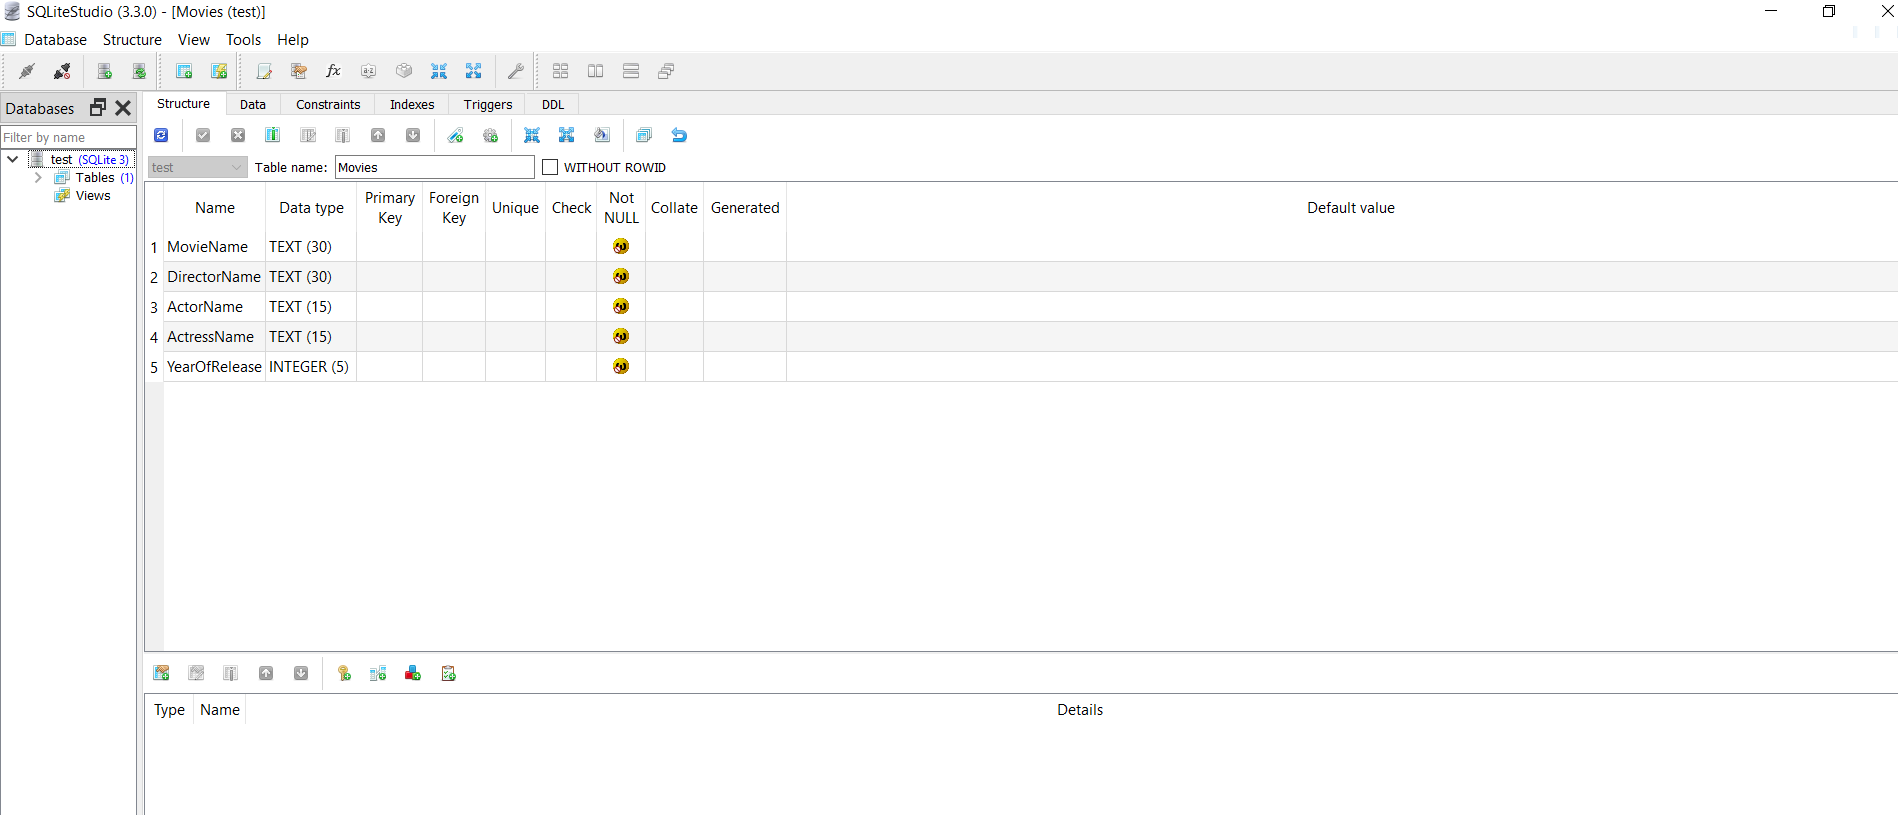 SQLiteStudio (3.3.0) - [Movies (test)]
Database Structure View Tools Help
Databases
Filter by name
test (SQLite 3)
Tables (1)
Views
Structure Data Constraints Indexes Triggers DDL
test Table name: Movies WITHOUT ROWID
Name Data type Primary Key Foreign Key Unique Check Not NULL Collate Generated Default value
1 MovieName TEXT (30)
2 DirectorName TEXT (30)
3 ActorName TEXT (15)
4 ActressName TEXT (15)
5 YearOfRelease INTEGER (5)
Type Name Details